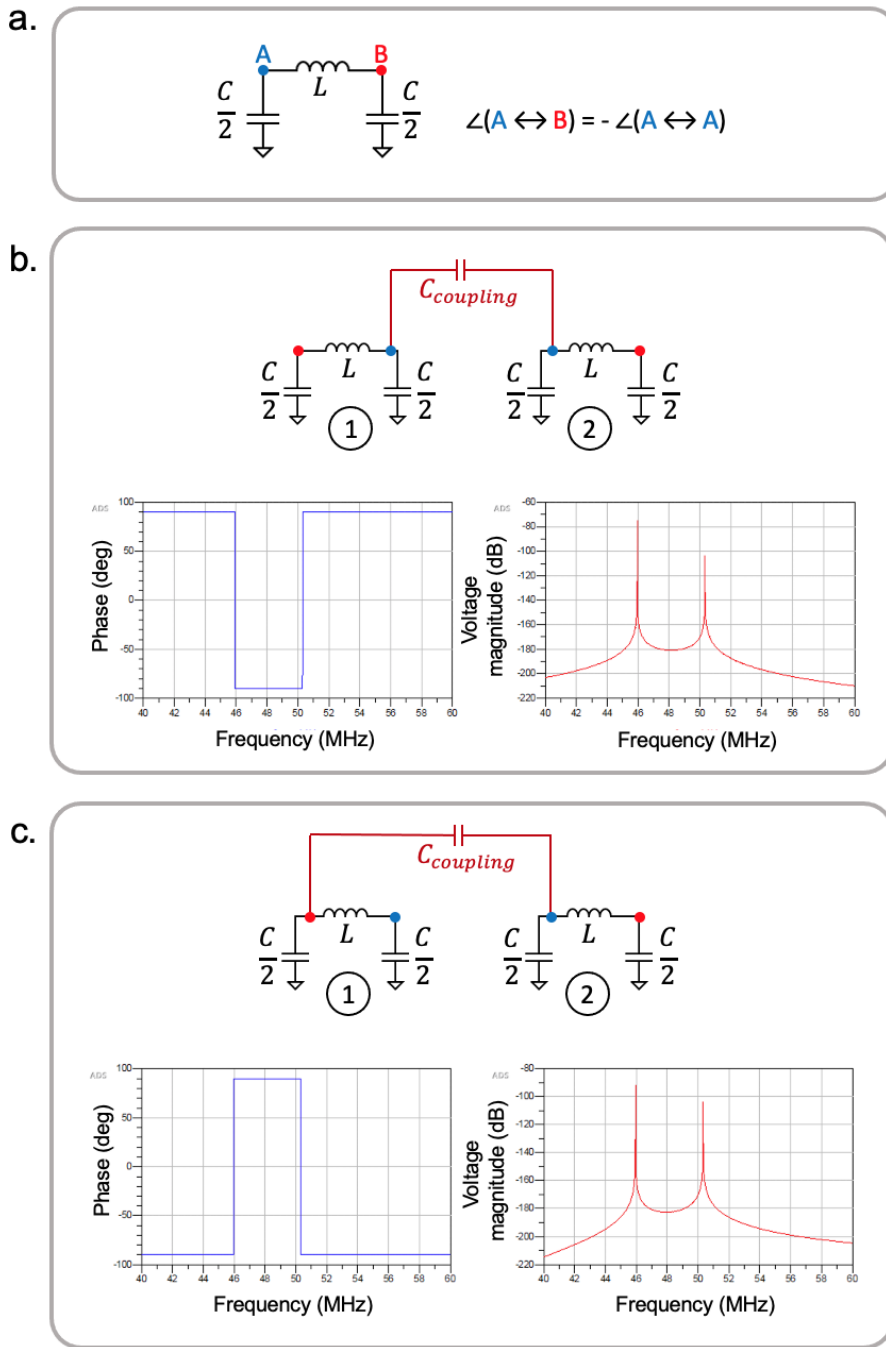 a.
A B
C/2 L C/2
∠(A ↔ B) = - ∠(A ↔ A)
b.
C_coupling
C/2 L C/2 C/2 L C/2
1 2
ADS
Phase (deg)
100
50
0
-50
-100
40 42 44 46 48 50 52 54 56 58 60
Frequency (MHz)
ADS
Voltage
magnitude (dB)
-60
-80
-100
-120
-140
-160
-180
-200
-220
40 42 44 46 48 50 52 54 56 58 60
Frequency (MHz)
c.
C_coupling
C/2 L C/2 C/2 L C/2
1 2
ADS
Phase (deg)
100
50
0
-50
-100
40 42 44 46 48 50 52 54 56 58 60
Frequency (MHz)
ADS
Voltage
magnitude (dB)
-80
-100
-120
-140
-160
-180
-200
-220
40 42 44 46 48 50 52 54 56 58 60
Frequency (MHz)